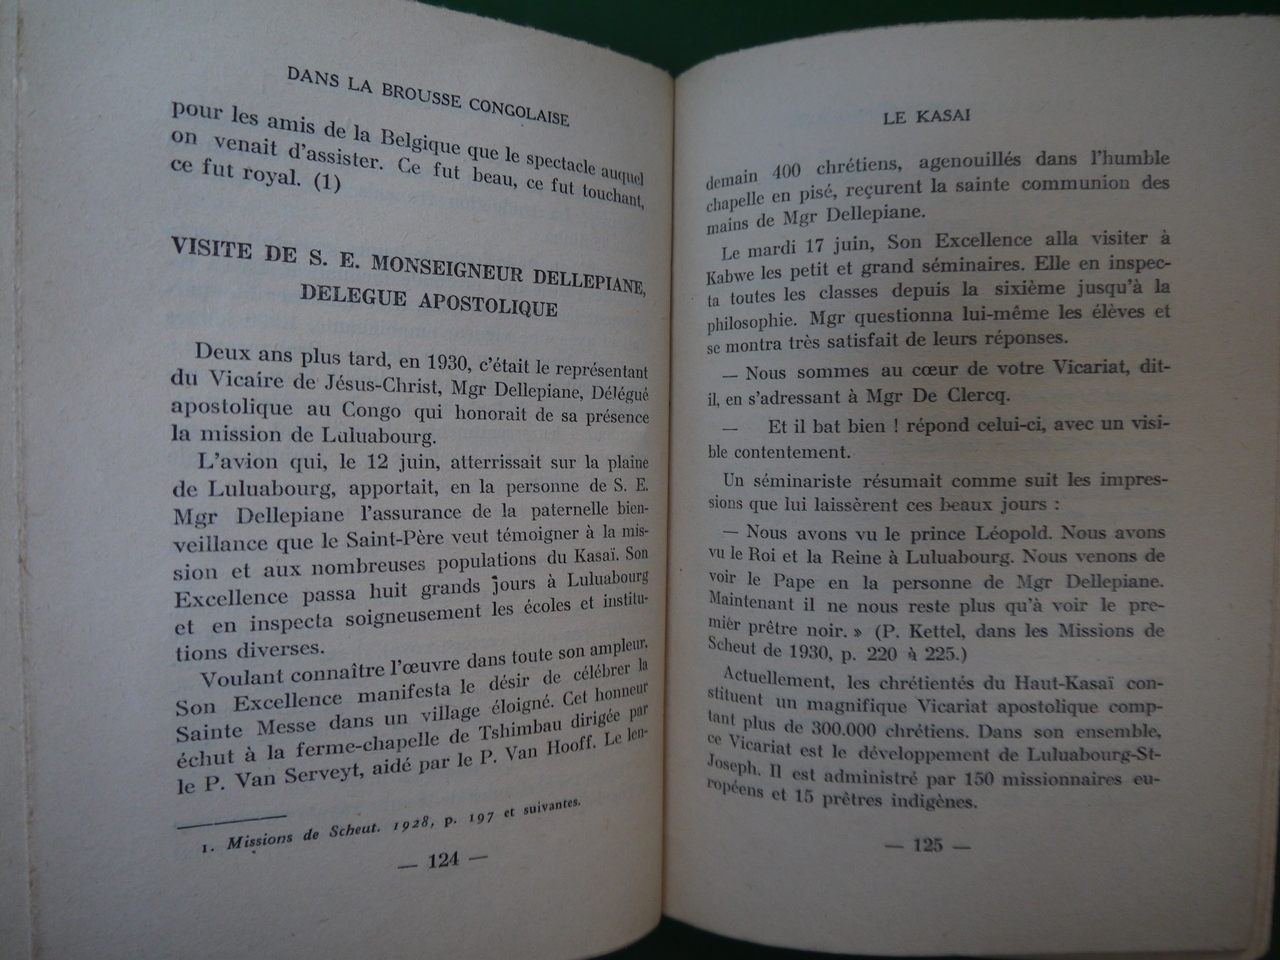 DANS LA BROUSSE CONGOLAISE
pour les amis de la Belgique que le spectacle auquel
on venait d'assister. Ce fut beau, ce fut touchant,
ce fut royal. (1)
VISITE DE S. E. MONSEIGNEUR DELLEPIANE,
DELEGUE APOSTOLIQUE
Deux ans plus tard, en 1930, c'était le représentant
du Vicaire de Jésus-Christ, Mgr Dellepiane, Délégué
apostolique au Congo qui honorait de sa présence
la mission de Luluabourg.
L'avion qui, le 12 juin, atterrissait sur la plaine
de Luluabourg, apportait, en la personne de S. E.
Mgr Dellepiane l'assurance de la paternelle bien-
veillance que le Saint-Père veut témoigner à la mis-
sion et aux nombreuses populations du Kasaï. Son
Excellence passa huit grands jours à Luluabourg
et en inspecta soigneusement les écoles et institu-
tions diverses.
Voulant connaître l'œuvre dans toute son ampleur,
Son Excellence manifesta le désir de célébrer la
Sainte Messe dans un village éloigné. Cet honneur
échut à la ferme-chapelle de Tshimbau dirigée par
le P. Van Serveyt, aidé par le P. Van Hooff. Le len-
1. Missions de Scheut. 1928, p. 197 et suivantes.
— 124 —
LE KASAI
demain 400 chrétiens, agenouillés dans l'humble
chapelle en pisé, reçurent la sainte communion des
mains de Mgr Dellepiane.
Le mardi 17 juin, Son Excellence alla visiter à
Kabwe les petit et grand séminaires. Elle en inspec-
ta toutes les classes depuis la sixième jusqu'à la
philosophie. Mgr questionna lui-même les élèves et
se montra très satisfait de leurs réponses.
— Nous sommes au cœur de votre Vicariat, dit-
il, en s'adressant à Mgr De Clercq.
— Et il bat bien ! répond celui-ci, avec un visi-
ble contentement.
Un séminariste résumait comme suit les impres-
sions que lui laissèrent ces beaux jours :
— Nous avons vu le prince Léopold. Nous avons
vu le Roi et la Reine à Luluabourg. Nous venons de
voir le Pape en la personne de Mgr Dellepiane.
Maintenant il ne nous reste plus qu'à voir le pre-
mier prêtre noir. » (P. Kettel, dans les Missions de
Scheut de 1930, p. 220 à 225.)
Actuellement, les chrétientés du Haut-Kasaï con-
stituent un magnifique Vicariat apostolique comp-
tant plus de 300.000 chrétiens. Dans son ensemble,
ce Vicariat est le développement de Luluabourg-St-
Joseph. Il est administré par 150 missionnaires eu-
ropéens et 15 prêtres indigènes.
— 125 —